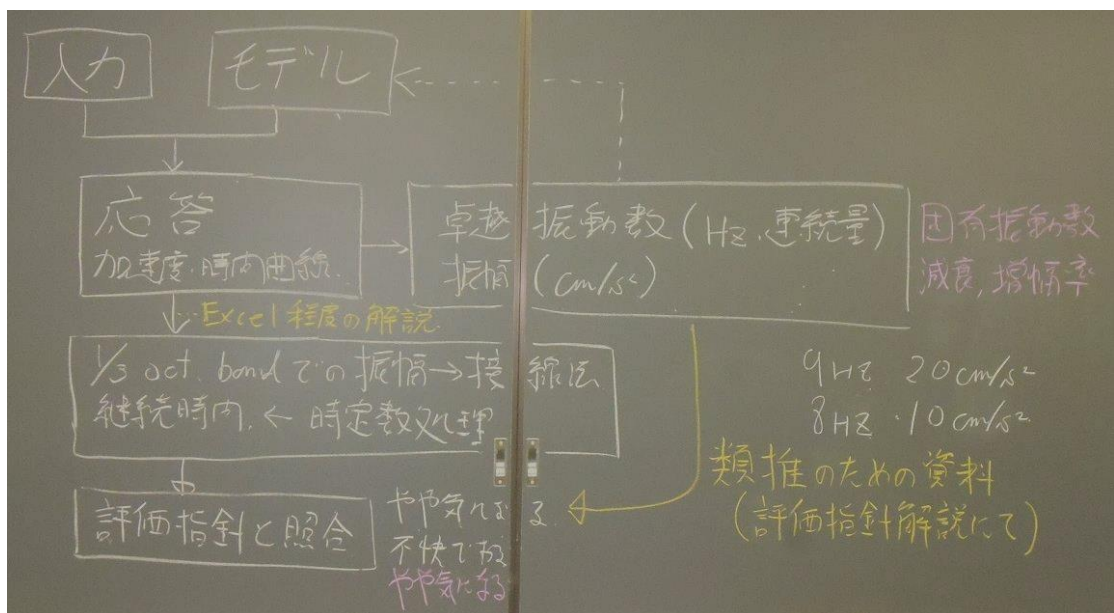 入力
モデル
応答
加速度・時間曲線
卓越振動数(Hz、連続量)
振幅(cm/s²)
固有振動数
減衰,増幅率
…Excel程度の解説
1/3 oct. bandでの振幅→接線法
継続時間.←時定数処理
9Hz 20cm/s²
8Hz・10cm/s²
類推のための資料
(評価指針解説にて)
評価指針と照合
やや気になる
不快である
やや気になる